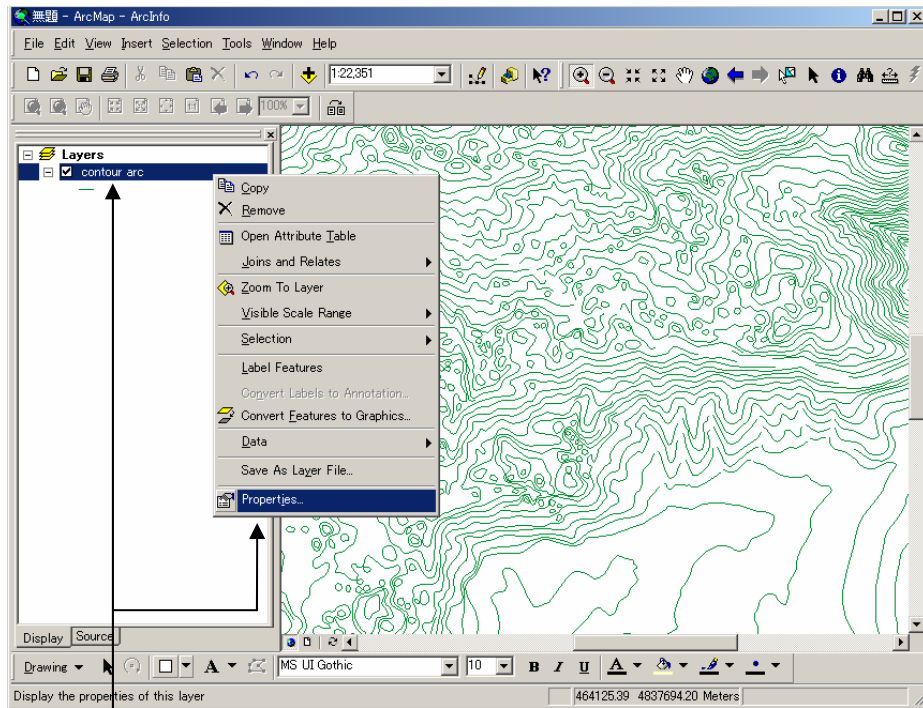 無題 - ArcMap - ArcInfo
File Edit View Insert Selection Tools Window Help
1:22,351
100%
Layers
contour arc
Copy
Remove
Open Attribute Table
Joins and Relates
Zoom To Layer
Visible Scale Range
Selection
Label Features
Convert Labels to Annotation...
Convert Features to Graphics...
Data
Save As Layer File...
Properties...
Display Source
Drawing A MS UI Gothic 10 B I U A
Display the properties of this layer 464125.39 4837694.20 Meters